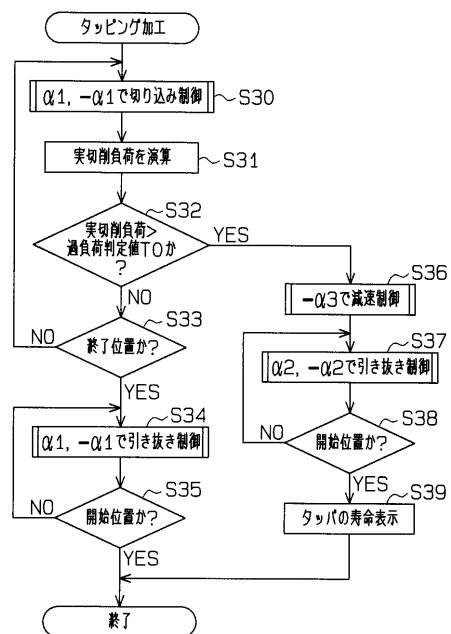 タッピング加工
α1, -α1で切り込み制御
S30
実切削負荷を演算
S31
実切削負荷>
過負荷判定値T0か
?
S32
YES
NO
終了位置か?
S33
NO
YES
α1, -α1で引き抜き制御
S34
開始位置か?
S35
NO
YES
-α3で減速制御
S36
α2, -α2で引き抜き制御
S37
開始位置か?
S38
NO
YES
タッパの寿命表示
S39
終了